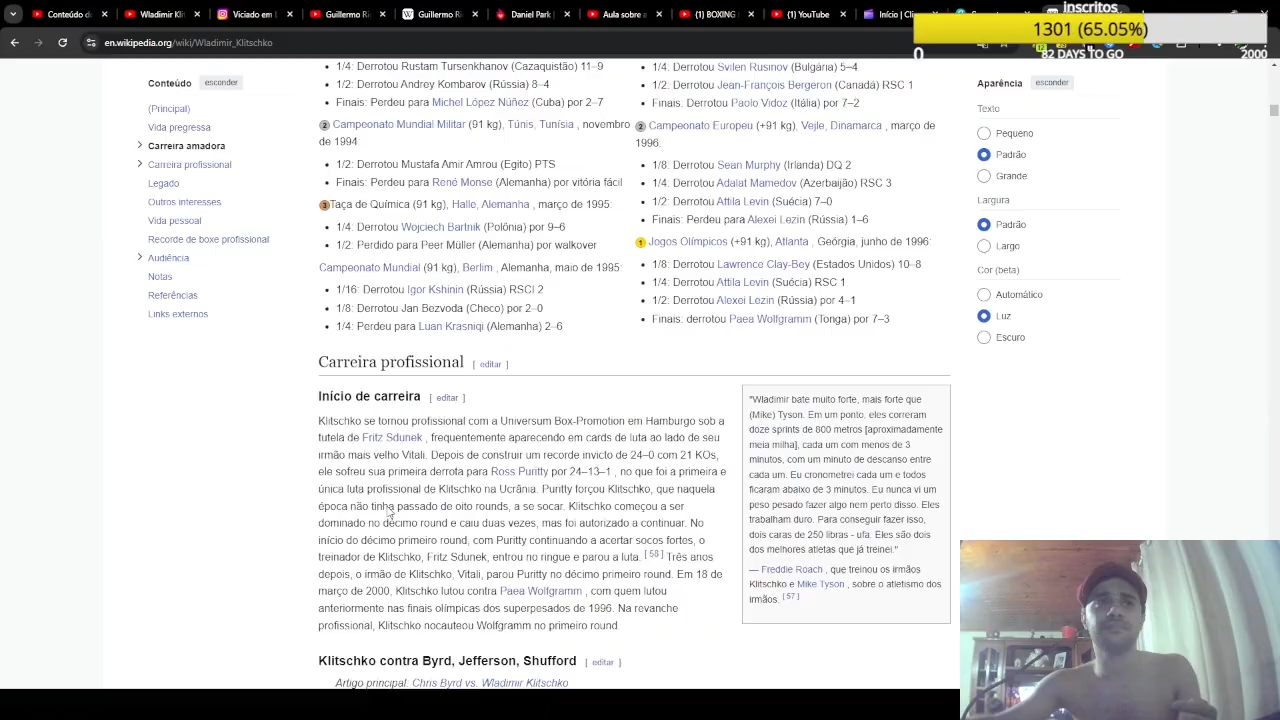 Conteúdo de
Wladimir Kli
Viciado em
Guillermo R
Guillermo R
Daniel Park
Aula sobre a
(1) BOXING
(1) YouTube
Início | Cli
inscritos
1301 (65.05%)
0
82 DAYS TO GO
2000
en.wikipedia.org/wiki/Wladimir_Klitschko
Conteúdo esconder
(Principal)
Vida pregressa
Carreira amadora
Carreira profissional
Legado
Outros interesses
Vida pessoal
Recorde de boxe profissional
Audiência
Notas
Referências
Links externos
1/4: Derrotou Rustam Tursenkhanov (Cazaquistão) 11–9
1/2: Derrotou Andrey Kombarov (Rússia) 8–4
Finais: Perdeu para Michel López Núñez (Cuba) por 2–7
2 Campeonato Mundial Militar (91 kg), Túnis, Tunísia , novembro
de 1994:
1/2: Derrotou Mustafa Amir Amrou (Egito) PTS
Finais: Perdeu para René Monse (Alemanha) por vitória fácil
3 Taça de Química (91 kg), Halle, Alemanha , março de 1995:
1/4: Derrotou Wojciech Bartnik (Polônia) por 9–6
1/2: Perdido para Peer Müller (Alemanha) por walkover
Campeonato Mundial (91 kg), Berlim , Alemanha, maio de 1995:
1/16: Derrotou Igor Kshinin (Rússia) RSCI 2
1/8: Derrotou Jan Bezvoda (Checo) por 2–0
1/4: Perdeu para Luan Krasniqi (Alemanha) 2–6
1/4: Derrotou Svilen Rusinov (Bulgária) 5–4
1/2: Derrotou Jean-François Bergeron (Canadá) RSC 1
Finais: Derrotou Paolo Vidoz (Itália) por 7–2
2 Campeonato Europeu (+91 kg), Vejle, Dinamarca , março de
1996:
1/8: Derrotou Sean Murphy (Irlanda) DQ 2
1/4: Derrotou Adalat Mamedov (Azerbaijão) RSC 3
1/2: Derrotou Attila Levin (Suécia) 7–0
Finais: Perdeu para Alexei Lezin (Rússia) 1–6
1 Jogos Olímpicos (+91 kg), Atlanta , Geórgia, junho de 1996:
1/8: Derrotou Lawrence Clay-Bey (Estados Unidos) 10–8
1/4: Derrotou Attila Levin (Suécia) RSC 1
1/2: Derrotou Alexei Lezin (Rússia) por 4–1
Finais: derrotou Paea Wolfgramm (Tonga) por 7–3
Carreira profissional [ editar ]
Início de carreira [ editar ]
Klitschko se tornou profissional com a Universum Box-Promotion em Hamburgo sob a
tutela de Fritz Sdunek , frequentemente aparecendo em cards de luta ao lado de seu
irmão mais velho Vitali. Depois de construir um recorde invicto de 24–0 com 21 KOs,
ele sofreu sua primeira derrota para Ross Puritty por 24–13–1 , no que foi a primeira e
única luta profissional de Klitschko na Ucrânia. Puritty forçou Klitschko, que naquela
época não tinha passado de oito rounds, a se socar. Klitschko começou a ser
dominado no décimo round e caiu duas vezes, mas foi autorizado a continuar. No
início do décimo primeiro round, com Puritty continuando a acertar socos fortes, o
treinador de Klitschko, Fritz Sdunek, entrou no ringue e parou a luta. [ 58 ] Três anos
depois, o irmão de Klitschko, Vitali, parou Puritty no décimo primeiro round. Em 18 de
março de 2000, Klitschko lutou contra Paea Wolfgramm , com quem lutou
anteriormente nas finais olímpicas dos superpesados de 1996. Na revanche
profissional, Klitschko nocauteou Wolfgramm no primeiro round.
"Wladimir bate muito forte, mais forte que
(Mike) Tyson. Em um ponto, eles correram
doze sprints de 800 metros [aproximadamente
meia milha], cada um com menos de 3
minutos, com um minuto de descanso entre
cada um. Eu cronometrei cada um e todos
ficaram abaixo de 3 minutos. Eu nunca vi um
peso pesado fazer algo nem perto disso. Eles
trabalham duro. Para conseguir fazer isso,
dois caras de 250 libras - ufa. Eles são dois
dos melhores atletas que já treinei."
— Freddie Roach , que treinou os irmãos
Klitschko e Mike Tyson , sobre o atletismo dos
irmãos. [ 57 ]
Klitschko contra Byrd, Jefferson, Shufford [ editar ]
Artigo principal: Chris Byrd vs. Wladimir Klitschko
Aparência esconder
Texto
Pequeno
Padrão
Grande
Largura
Padrão
Largo
Cor (beta)
Automático
Luz
Escuro